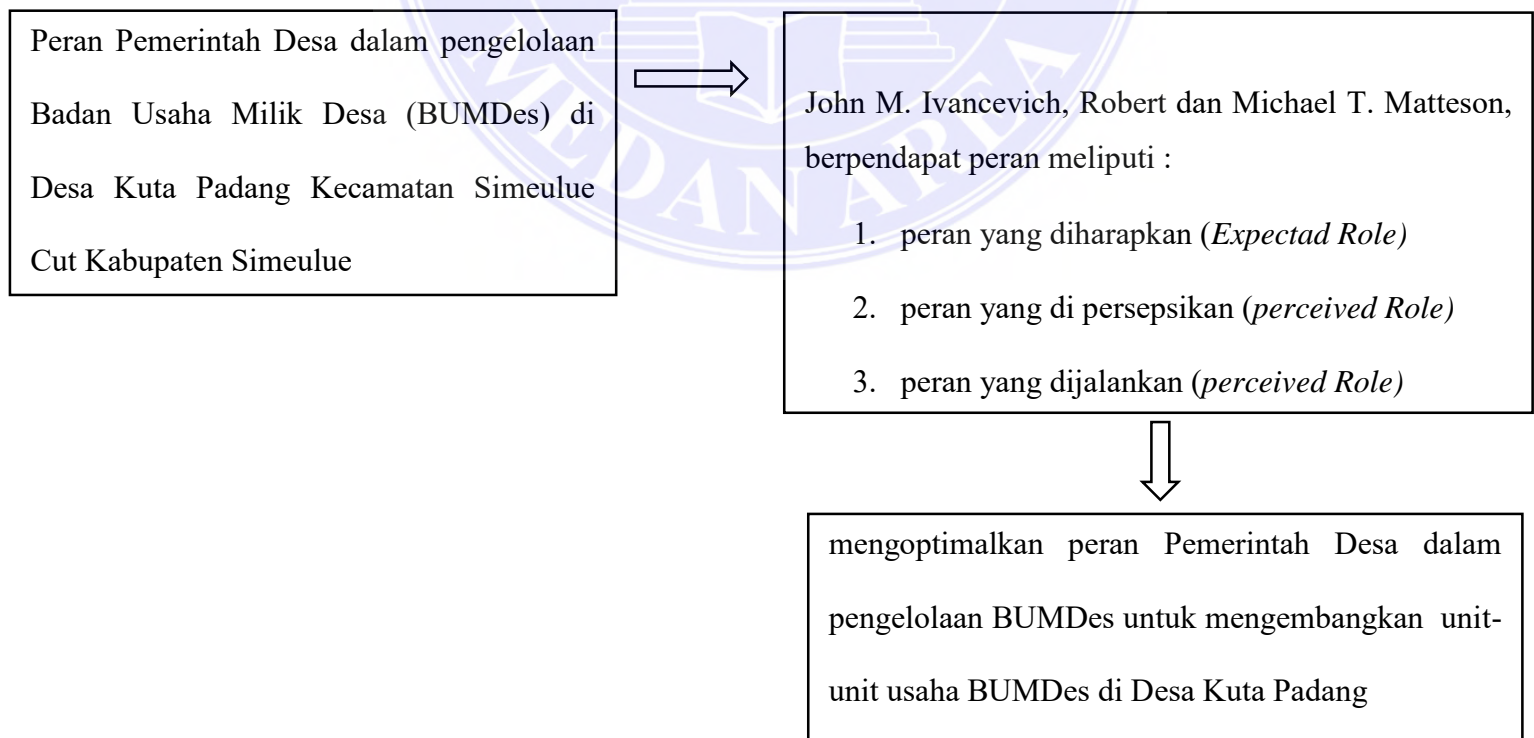 Peran Pemerintah Desa dalam pengelolaan
Badan Usaha Milik Desa (BUMDes) di
Desa Kuta Padang Kecamatan Simeulue
Cut Kabupaten Simeulue
John M. Ivancevich, Robert dan Michael T. Matteson,
berpendapat peran meliputi :
1. peran yang diharapkan (Expectad Role)
2. peran yang di persepsikan (perceived Role)
3. peran yang dijalankan (perceived Role)
mengoptimalkan peran Pemerintah Desa dalam
pengelolaan BUMDes untuk mengembangkan unit-
unit usaha BUMDes di Desa Kuta Padang
MEDAN AREA